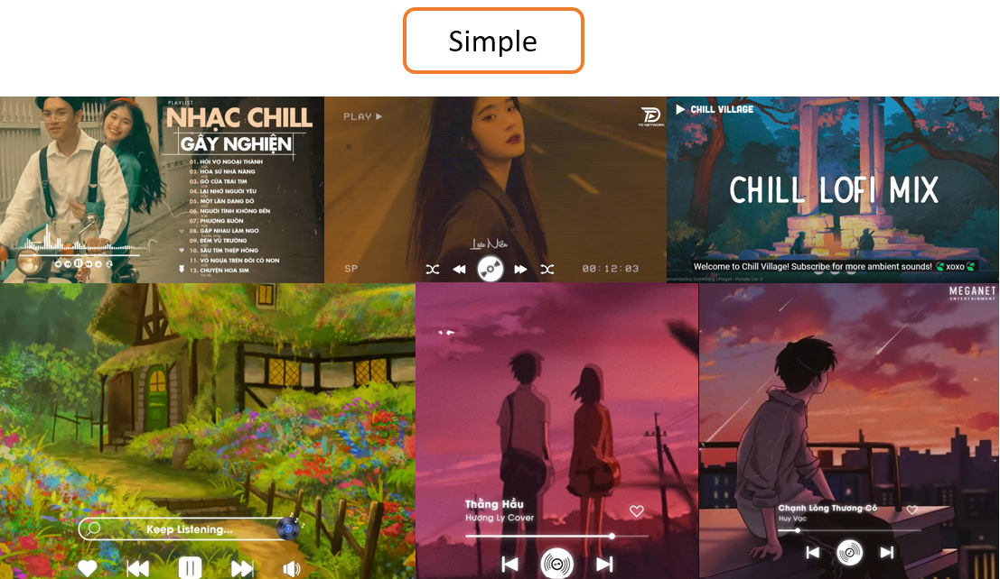 Simple
PLAYLIST
NHẠC CHILL
GÂY NGHIỆN
01. HỎI VỢ NGOẠI THÀNH
02. HOA SỨ NHÀ NÀNG
03. GÕ CỬA TRÁI TIM
04. LẠI NHỚ NGƯỜI YÊU
05. MỘT LẦN DANG DỞ
06. NGƯỜI TÌNH KHÔNG ĐẾN
07. PHƯỢNG BUỒN
08. GẶP NHAU LÀM NGƠ
09. ĐÊM VŨ TRƯỜNG
10. SẦU TÍM THIỆP HỒNG
11. VÓ NGỰA TRÊN ĐỒI CỎ NON
12. CHUYỆN HOA SIM
PLAY
TD NETWORK
Lưu Niên
SP
00:12:03
CHILL VILLAGE
CHILL LOFI MIX
Welcome to Chill Village! Subscribe for more ambient sounds! xoxo
Keep Listening...
Thằng Hầu
Hương Ly Cover
MEGANET
ENTERTAINMENT
Chạnh Lòng Thương Cô
Huy Vạc